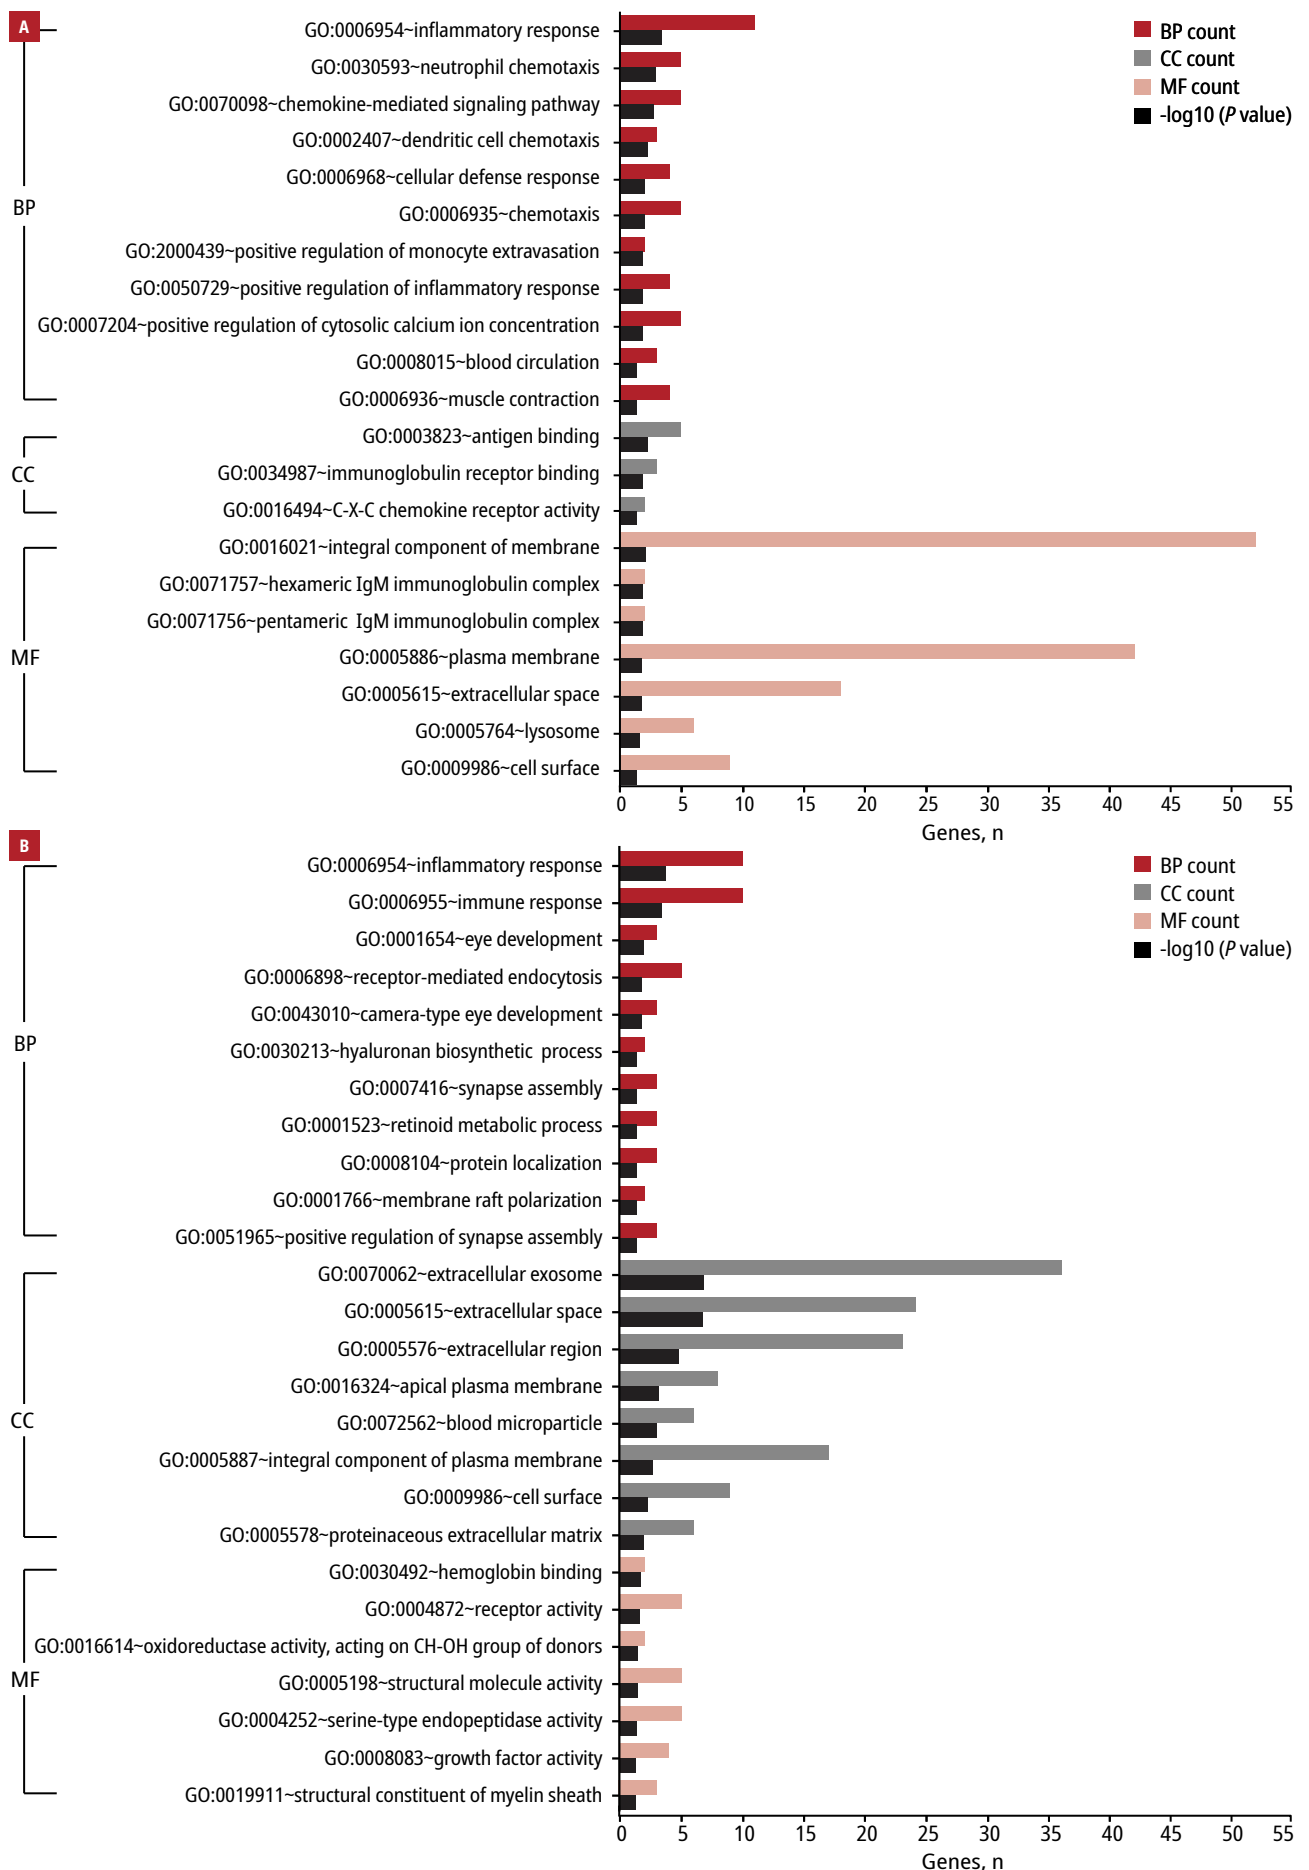 A
GO:0006954~inflammatory response
BP count
GO:0030593~neutrophil chemotaxis
CC count
GO:0070098~chemokine-mediated signaling pathway
MF count
-log10 (P value)
GO:0002407~dendritic cell chemotaxis
GO:0006968~cellular defense response
BP
GO:0006935~chemotaxis
GO:2000439~positive regulation of monocyte extravasation
GO:0050729~positive regulation of inflammatory response
GO:0007204~positive regulation of cytosolic calcium ion concentration
GO:0008015~blood circulation
GO:0006936~muscle contraction
GO:0003823~antigen binding
CC
GO:0034987~immunoglobulin receptor binding
GO:0016494~C-X-C chemokine receptor activity
GO:0016021~integral component of membrane
GO:0071757~hexameric IgM immunoglobulin complex
GO:0071756~pentameric IgM immunoglobulin complex
MF
GO:0005886~plasma membrane
GO:0005615~extracellular space
GO:0005764~lysosome
GO:0009986~cell surface
0 5 10 15 20 25 30 35 40 45 50 55
Genes, n
B
GO:0006954~inflammatory response
BP count
CC count
GO:0006955~immune response
MF count
GO:0001654~eye development
-log10 (P value)
GO:0006898~receptor-mediated endocytosis
GO:0043010~camera-type eye development
BP
GO:0030213~hyaluronan biosynthetic process
GO:0007416~synapse assembly
GO:0001523~retinoid metabolic process
GO:0008104~protein localization
GO:0001766~membrane raft polarization
GO:0051965~positive regulation of synapse assembly
GO:0070062~extracellular exosome
GO:0005615~extracellular space
GO:0005576~extracellular region
GO:0016324~apical plasma membrane
CC
GO:0072562~blood microparticle
GO:0005887~integral component of plasma membrane
GO:0009986~cell surface
GO:0005578~proteinaceous extracellular matrix
GO:0030492~hemoglobin binding
GO:0004872~receptor activity
GO:0016614~oxidoreductase activity, acting on CH-OH group of donors
MF
GO:0005198~structural molecule activity
GO:0004252~serine-type endopeptidase activity
GO:0008083~growth factor activity
GO:0019911~structural constituent of myelin sheath
0 5 10 15 20 25 30 35 40 45 50 55
Genes, n